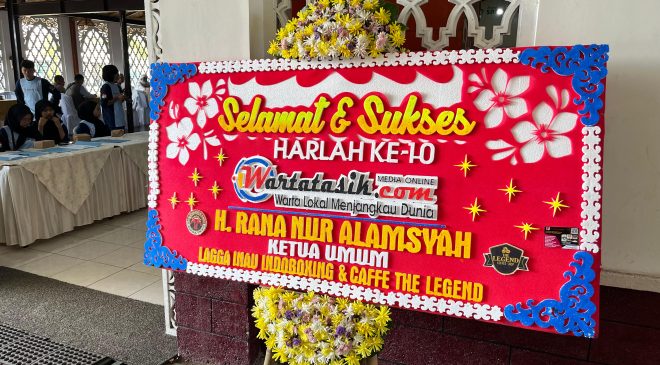 Selamat & Sukses
HARLAH KE-10
Wartatasik.com
MEDIA ONLINE
Warta Lokal Menjangkau Dunia
H. RANA NUR ALAMSYAH
KETUA UMUM
LAGGA INAU INDOBOXING & CAFFE THE LEGEND
LEGEND